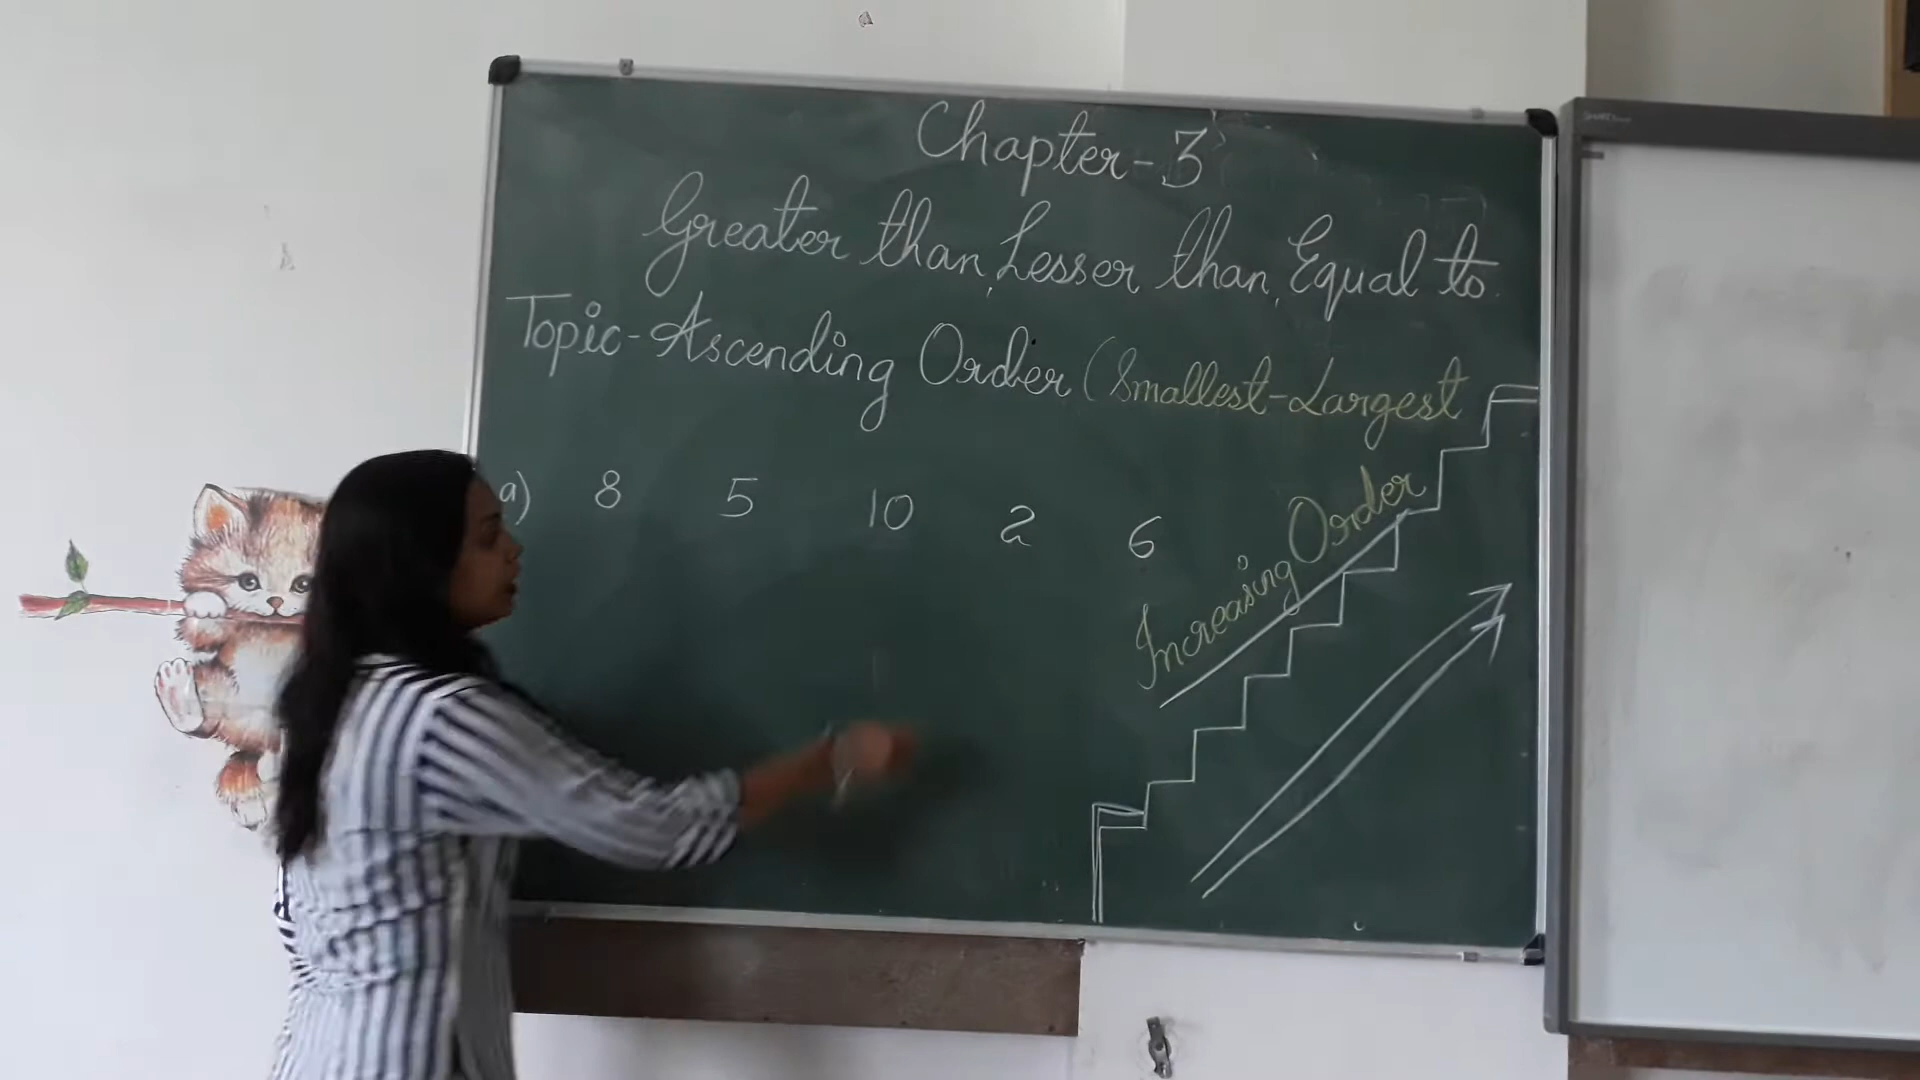 Chapter-3
Greater than, Lesser than, Equal to
Topic-Ascending Order (Smallest-Largest
a) 8 5 10 2 6
Increasing Order